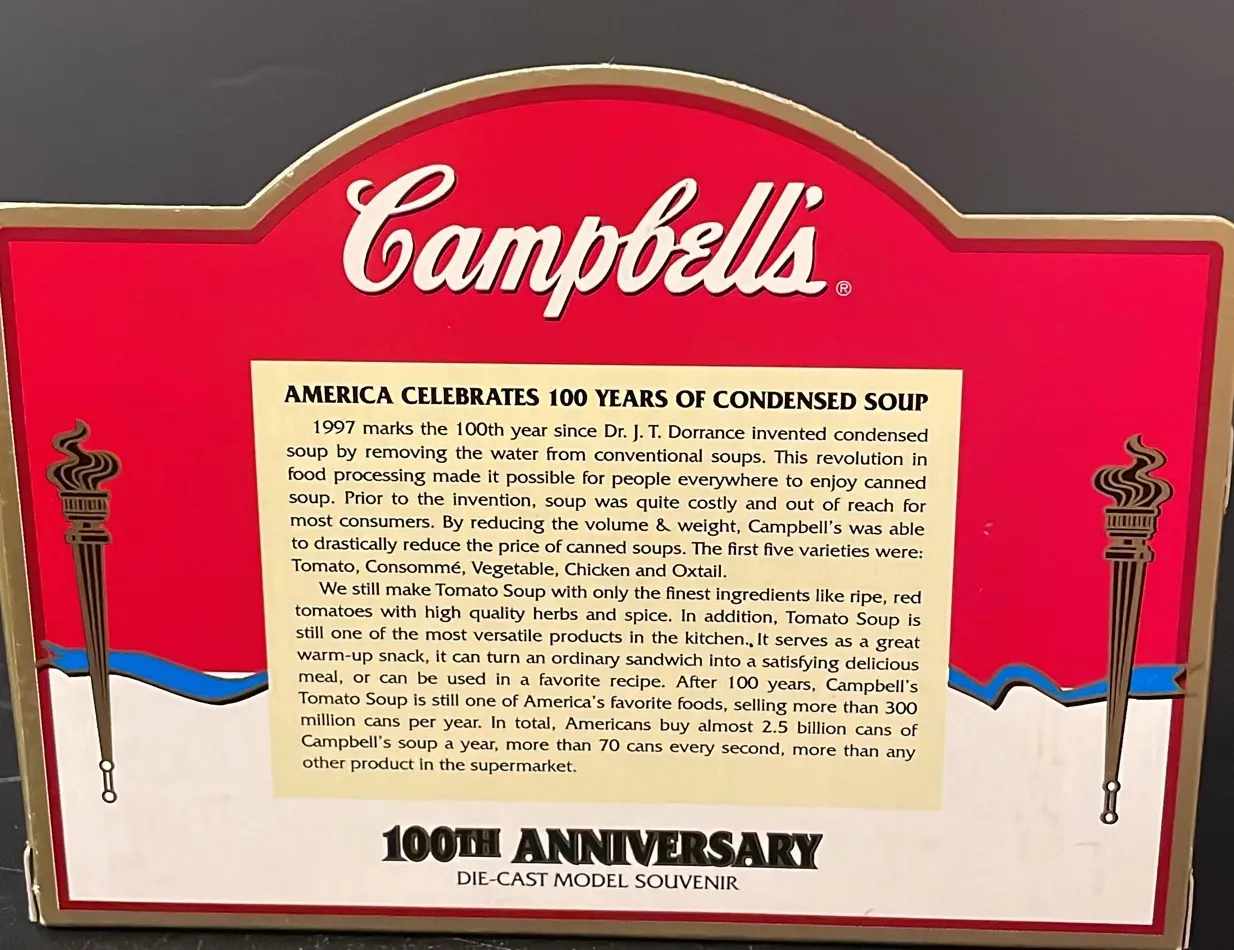 Campbell's®
AMERICA CELEBRATES 100 YEARS OF CONDENSED SOUP
1997 marks the 100th year since Dr. J. T. Dorrance invented condensed
soup by removing the water from conventional soups. This revolution in
food processing made it possible for people everywhere to enjoy canned
soup. Prior to the invention, soup was quite costly and out of reach for
most consumers. By reducing the volume & weight, Campbell's was able
to drastically reduce the price of canned soups. The first five varieties were:
Tomato, Consommé, Vegetable, Chicken and Oxtail.
We still make Tomato Soup with only the finest ingredients like ripe, red
tomatoes with high quality herbs and spice. In addition, Tomato Soup is
still one of the most versatile products in the kitchen., It serves as a great
warm-up snack, it can turn an ordinary sandwich into a satisfying delicious
meal, or can be used in a favorite recipe. After 100 years, Campbell's
Tomato Soup is still one of America's favorite foods, selling more than 300
million cans per year. In total, Americans buy almost 2.5 billion cans of
Campbell's soup a year, more than 70 cans every second, more than any
other product in the supermarket.
100TH ANNIVERSARY
DIE-CAST MODEL SOUVENIR